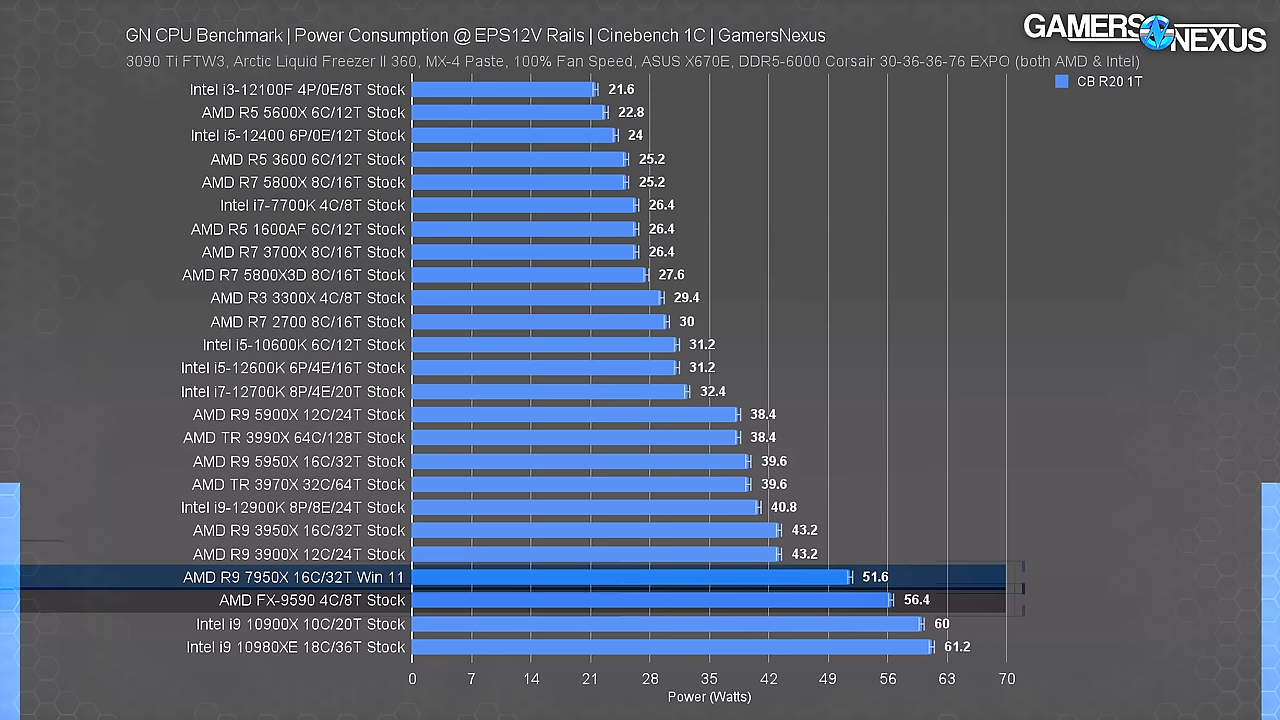 GN CPU Benchmark | Power Consumption @ EPS12V Rails | Cinebench 1C | GamersNexus
GAMERS NEXUS
3090 Ti FTW3, Arctic Liquid Freezer II 360, MX-4 Paste, 100% Fan Speed, ASUS X670E, DDR5-6000 Corsair 30-36-36-76 EXPO (both AMD & Intel)
CB R20 1T
Intel i3-12100F 4P/0E/8T Stock 21.6
AMD R5 5600X 6C/12T Stock 22.8
Intel i5-12400 6P/0E/12T Stock 24
AMD R5 3600 6C/12T Stock 25.2
AMD R7 5800X 8C/16T Stock 25.2
Intel i7-7700K 4C/8T Stock 26.4
AMD R5 1600AF 6C/12T Stock 26.4
AMD R7 3700X 8C/16T Stock 26.4
AMD R7 5800X3D 8C/16T Stock 27.6
AMD R3 3300X 4C/8T Stock 29.4
AMD R7 2700 8C/16T Stock 30
Intel i5-10600K 6C/12T Stock 31.2
Intel i5-12600K 6P/4E/16T Stock 31.2
Intel i7-12700K 8P/4E/20T Stock 32.4
AMD R9 5900X 12C/24T Stock 38.4
AMD TR 3990X 64C/128T Stock 38.4
AMD R9 5950X 16C/32T Stock 39.6
AMD TR 3970X 32C/64T Stock 39.6
Intel i9-12900K 8P/8E/24T Stock 40.8
AMD R9 3950X 16C/32T Stock 43.2
AMD R9 3900X 12C/24T Stock 43.2
AMD R9 7950X 16C/32T Win 11 51.6
AMD FX-9590 4C/8T Stock 56.4
Intel i9 10900X 10C/20T Stock 60
Intel i9 10980XE 18C/36T Stock 61.2
0 7 14 21 28 35 42 49 56 63 70
Power (Watts)